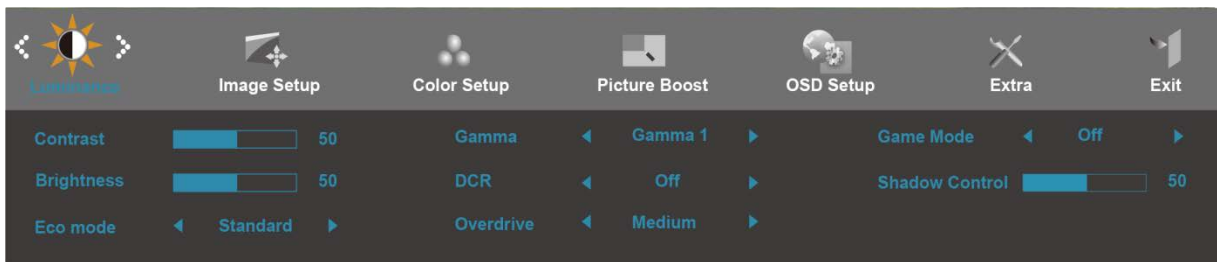 Luminance Image Setup Color Setup Picture Boost OSD Setup Extra Exit
Contrast 50 Gamma Gamma 1 Game Mode Off
Brightness 50 DCR Off Shadow Control 50
Eco mode Standard Overdrive Medium